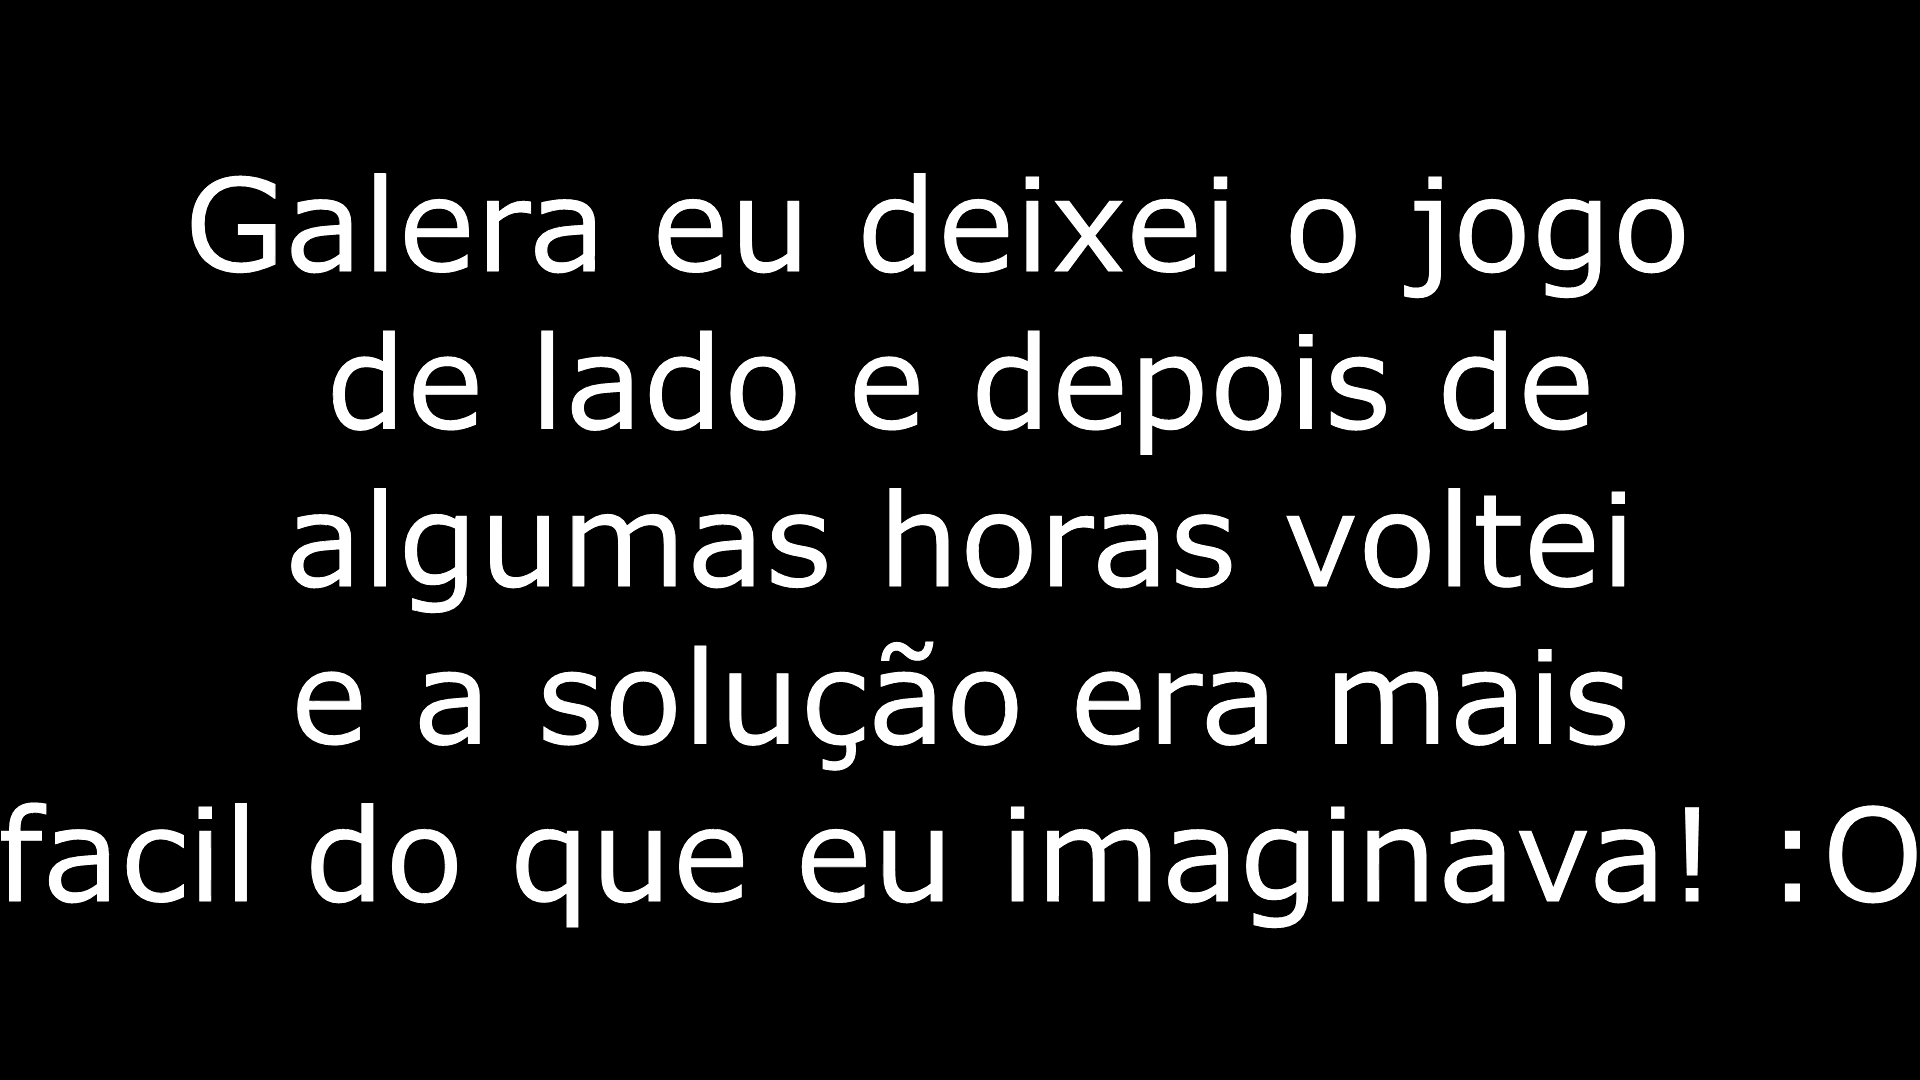 Galera eu deixei o jogo
de lado e depois de
algumas horas voltei
e a solução era mais
facil do que eu imaginava! :O